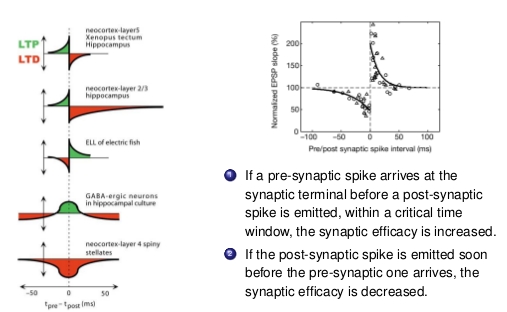 neocortex-layer5
Xenopus tectum
Hippocampus
LTP
LTD
neocortex-layer 2/3
hippocampus
ELL of electric fish
GABA-ergic neurons
in hippocampal culture
neocortex-layer 4 spiny
stellates
−50 0 50
tpre− tpost (ms)
Normalized EPSP slope (%)
200
150
100
50
0
−100 −50 0 50 100
Pre/post synaptic spike interval (ms)
1 If a pre-synaptic spike arrives at the
synaptic terminal before a post-synaptic
spike is emitted, within a critical time
window, the synaptic efficacy is increased.
2 If the post-synaptic spike is emitted soon
before the pre-synaptic one arrives, the
synaptic efficacy is decreased.